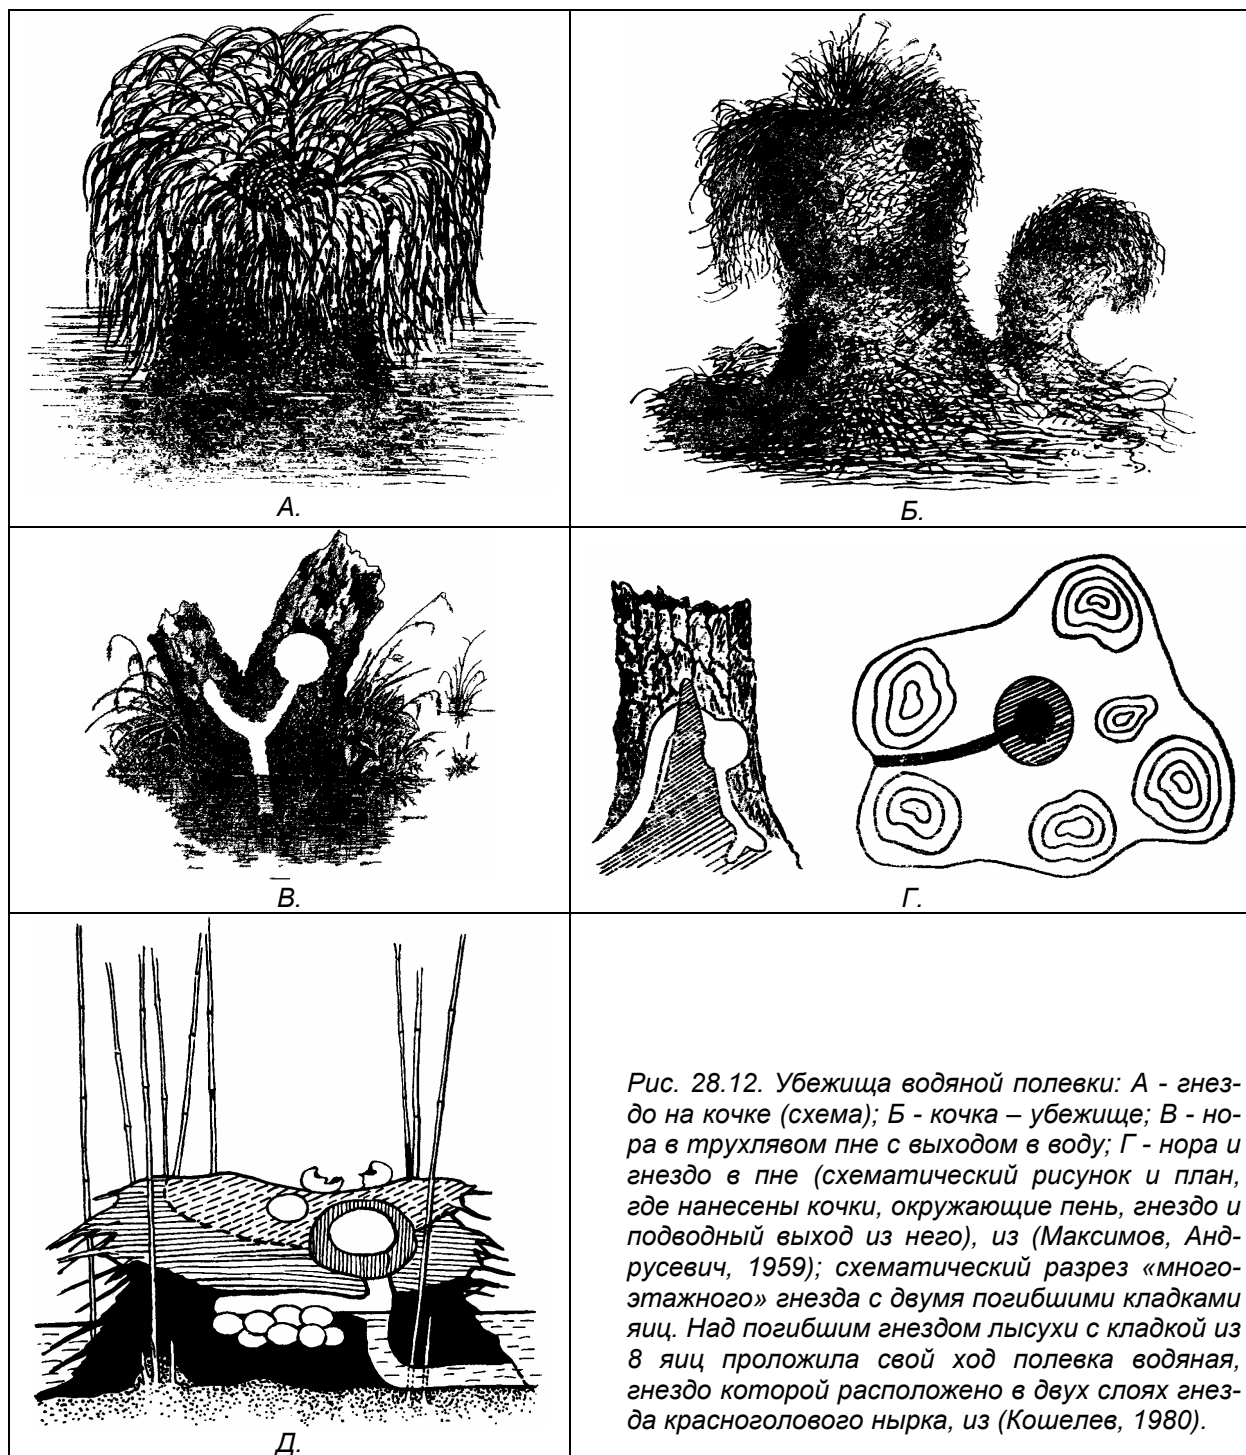 А.
Б.
В.
Г.
Д.
Рис. 28.12. Убежища водяной полевки: А - гнез-
до на кочке (схема); Б - кочка – убежище; В - но-
ра в трухлявом пне с выходом в воду; Г - нора и
гнездо в пне (схематический рисунок и план,
где нанесены кочки, окружающие пень, гнездо и
подводный выход из него), из (Максимов, Анд-
русевич, 1959); схематический разрез «много-
этажного» гнезда с двумя погибшими кладками
яиц. Над погибшим гнездом лысухи с кладкой из
8 яиц проложила свой ход полевка водяная,
гнездо которой расположено в двух слоях гнез-
да красноголового нырка, из (Кошелев, 1980).